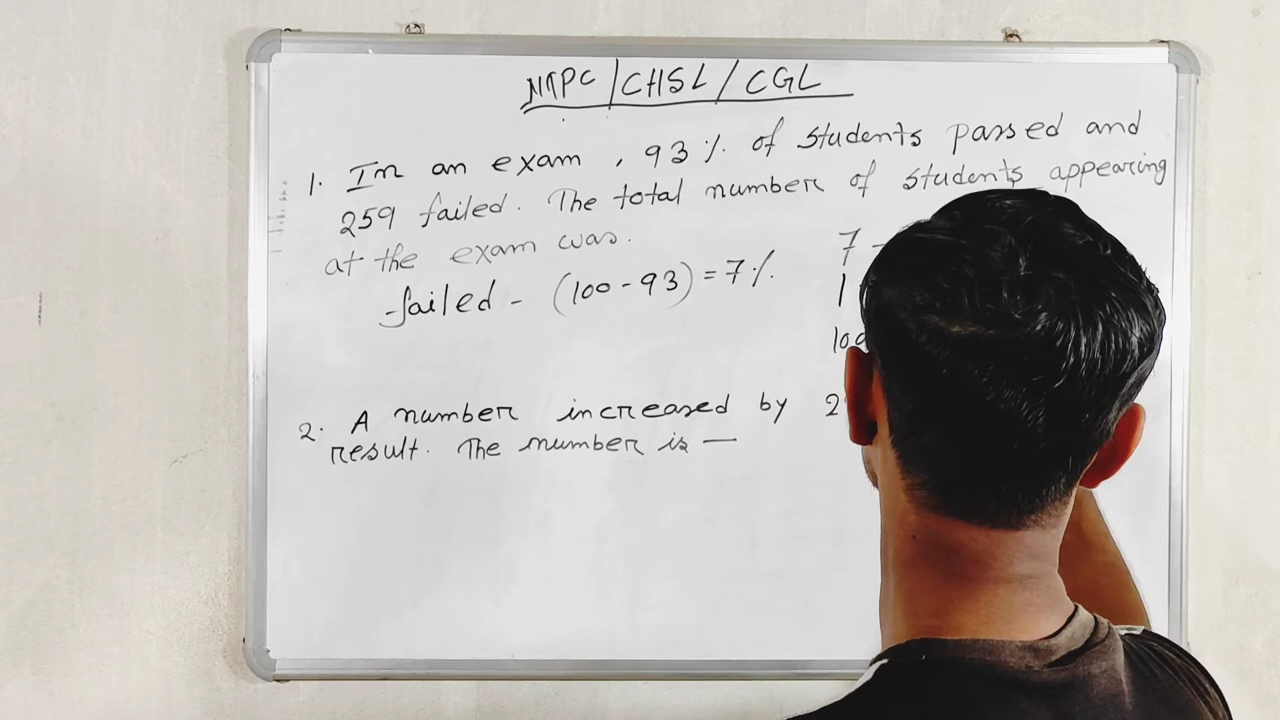 NTPC / CHSL / CGL
1. In an exam , 93% of students passed and
259 failed. The total number of students appearing
at the exam was.
failed - (100 - 93) = 7%
7 -
1
100
2. A number increased by 2
result. The number is —